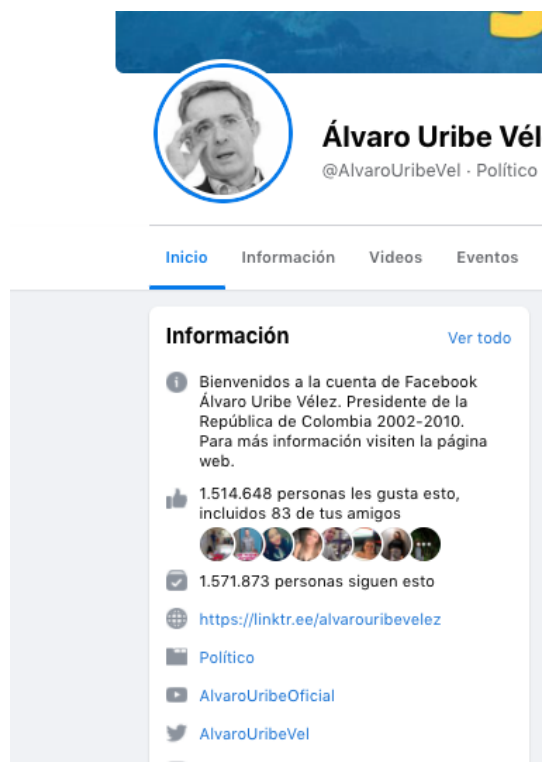 Álvaro Uribe Vél
@AlvaroUribeVel · Político
Inicio Información Videos Eventos
Información Ver todo
Bienvenidos a la cuenta de Facebook
Álvaro Uribe Vélez. Presidente de la
República de Colombia 2002-2010.
Para más información visiten la página
web.
1.514.648 personas les gusta esto,
incluidos 83 de tus amigos
1.571.873 personas siguen esto
https://linktr.ee/alvarouribevelez
Político
AlvaroUribeOficial
AlvaroUribeVel